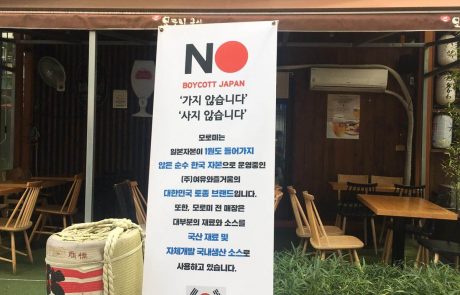 NO
BOYCOTT JAPAN
‘가지 않습니다’
‘사지 않습니다’
모로미는
일본자본이 1원도 들어가지
않은 순수 한국 자본으로 운영중인
(주)여유와즐거움의
대한민국 토종 브랜드입니다.
또한, 모로미 전 매장은
대부분의 재료와 소스를
국산 재료 및
자체개발 국내생산 소스로
사용하고 있습니다.